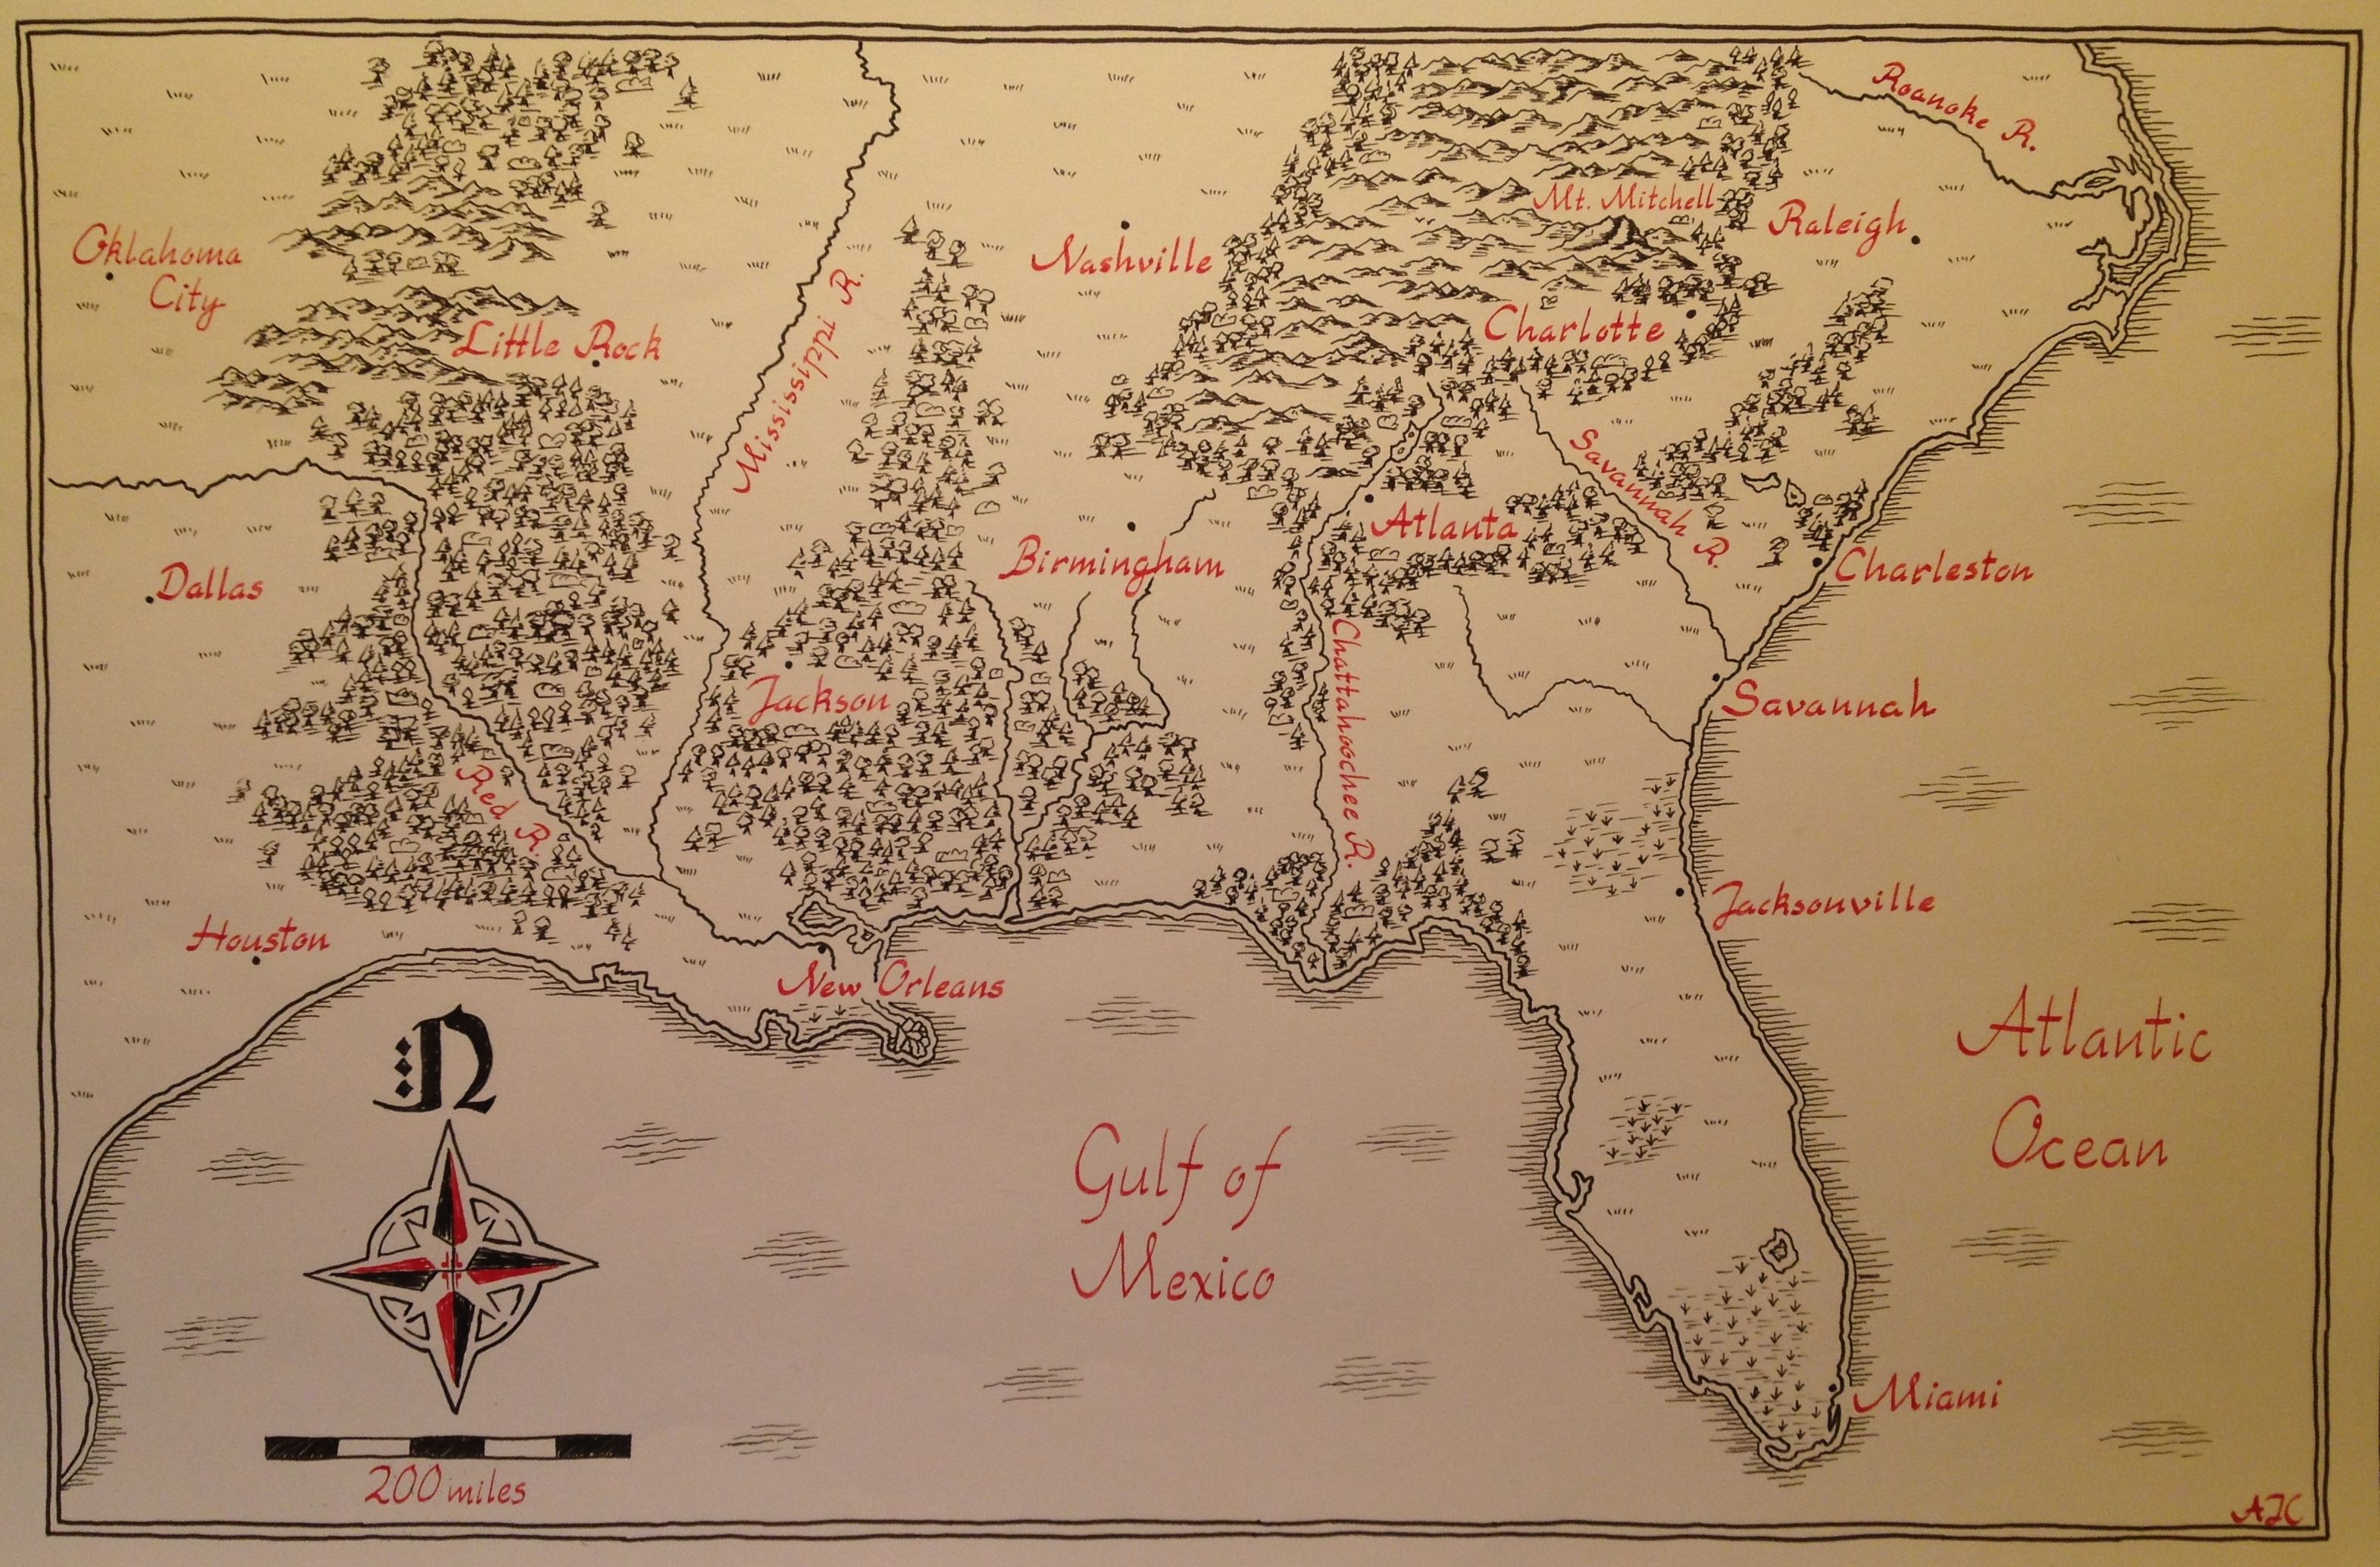 Roanoke R.
Mt. Mitchell
Raleigh
Oklahoma
City
Nashville
Mississippi R.
Little Rock
Charlotte
Savannah R.
Atlanta
Birmingham
Charleston
Dallas
Chattahoochee R.
Jackson
Savannah
Red R.
Jacksonville
Houston
New Orleans
N
Atlantic
Ocean
Gulf of
Mexico
Miami
200 miles
AJC